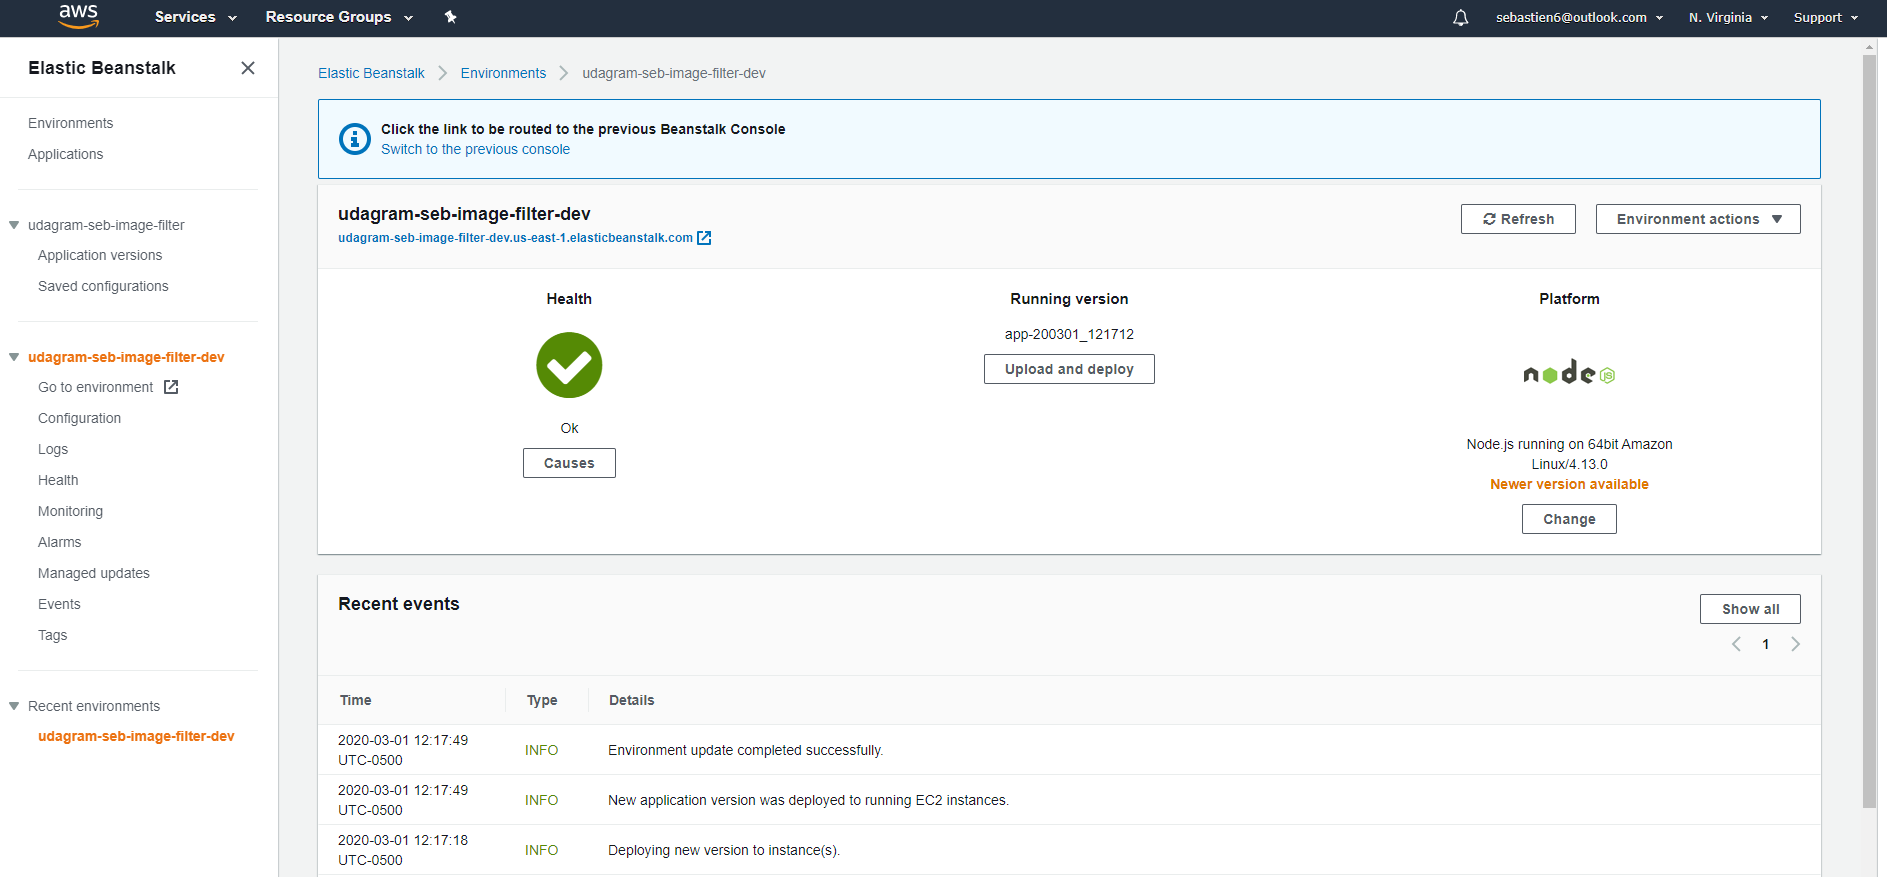 aws
Services
Resource Groups
sebastien6@outlook.com
N. Virginia
Support
Elastic Beanstalk
Environments
Applications
udagram-seb-image-filter
Application versions
Saved configurations
udagram-seb-image-filter-dev
Go to environment
Configuration
Logs
Health
Monitoring
Alarms
Managed updates
Events
Tags
Recent environments
udagram-seb-image-filter-dev
Elastic Beanstalk > Environments > udagram-seb-image-filter-dev
Click the link to be routed to the previous Beanstalk Console
Switch to the previous console
udagram-seb-image-filter-dev
udagram-seb-image-filter-dev.us-east-1.elasticbeanstalk.com
Refresh
Environment actions
Health
Ok
Causes
Running version
app-200301_121712
Upload and deploy
Platform
node JS
Node.js running on 64bit Amazon
Linux/4.13.0
Newer version available
Change
Recent events
Show all
1
Time Type Details
2020-03-01 12:17:49
UTC-0500
INFO
Environment update completed successfully.
2020-03-01 12:17:49
UTC-0500
INFO
New application version was deployed to running EC2 instances.
2020-03-01 12:17:18
UTC-0500
INFO
Deploying new version to instance(s).